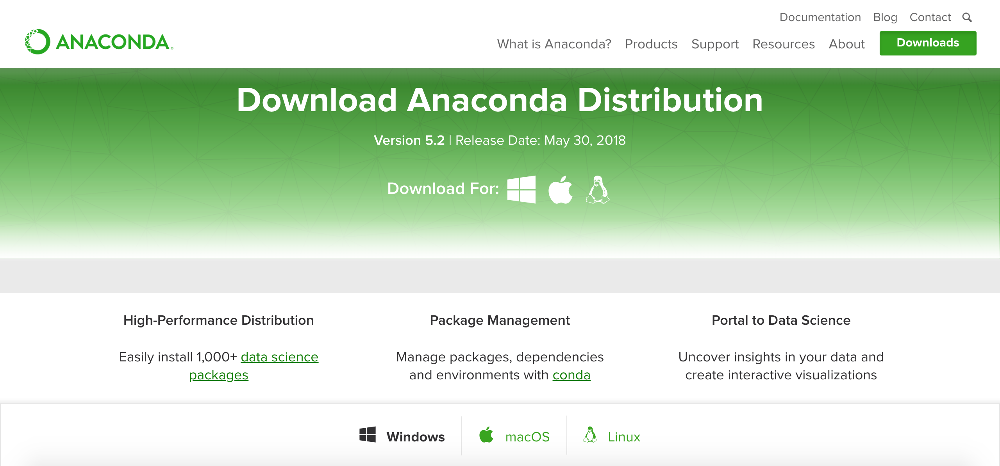 Documentation Blog Contact
ANACONDA®
What is Anaconda? Products Support Resources About Downloads
Download Anaconda Distribution
Version 5.2 | Release Date: May 30, 2018
Download For:
High-Performance Distribution
Easily install 1,000+ data science
packages
Package Management
Manage packages, dependencies
and environments with conda
Portal to Data Science
Uncover insights in your data and
create interactive visualizations
Windows
macOS
Linux